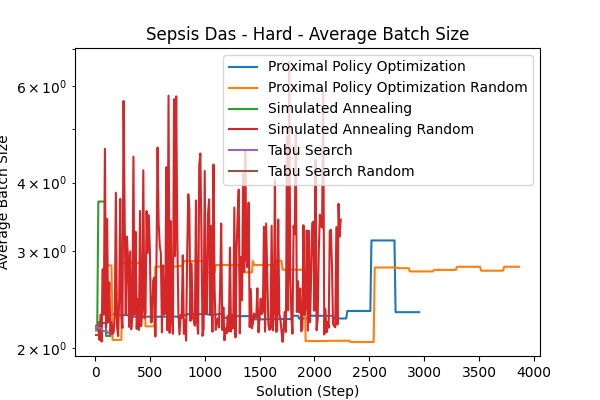 Sepsis Das - Hard - Average Batch Size
Proximal Policy Optimization
Proximal Policy Optimization Random
Simulated Annealing
Simulated Annealing Random
Tabu Search
Tabu Search Random
6 × 10⁰
4 × 10⁰
3 × 10⁰
2 × 10⁰
Average Batch Size
0 500 1000 1500 2000 2500 3000 3500 4000
Solution (Step)